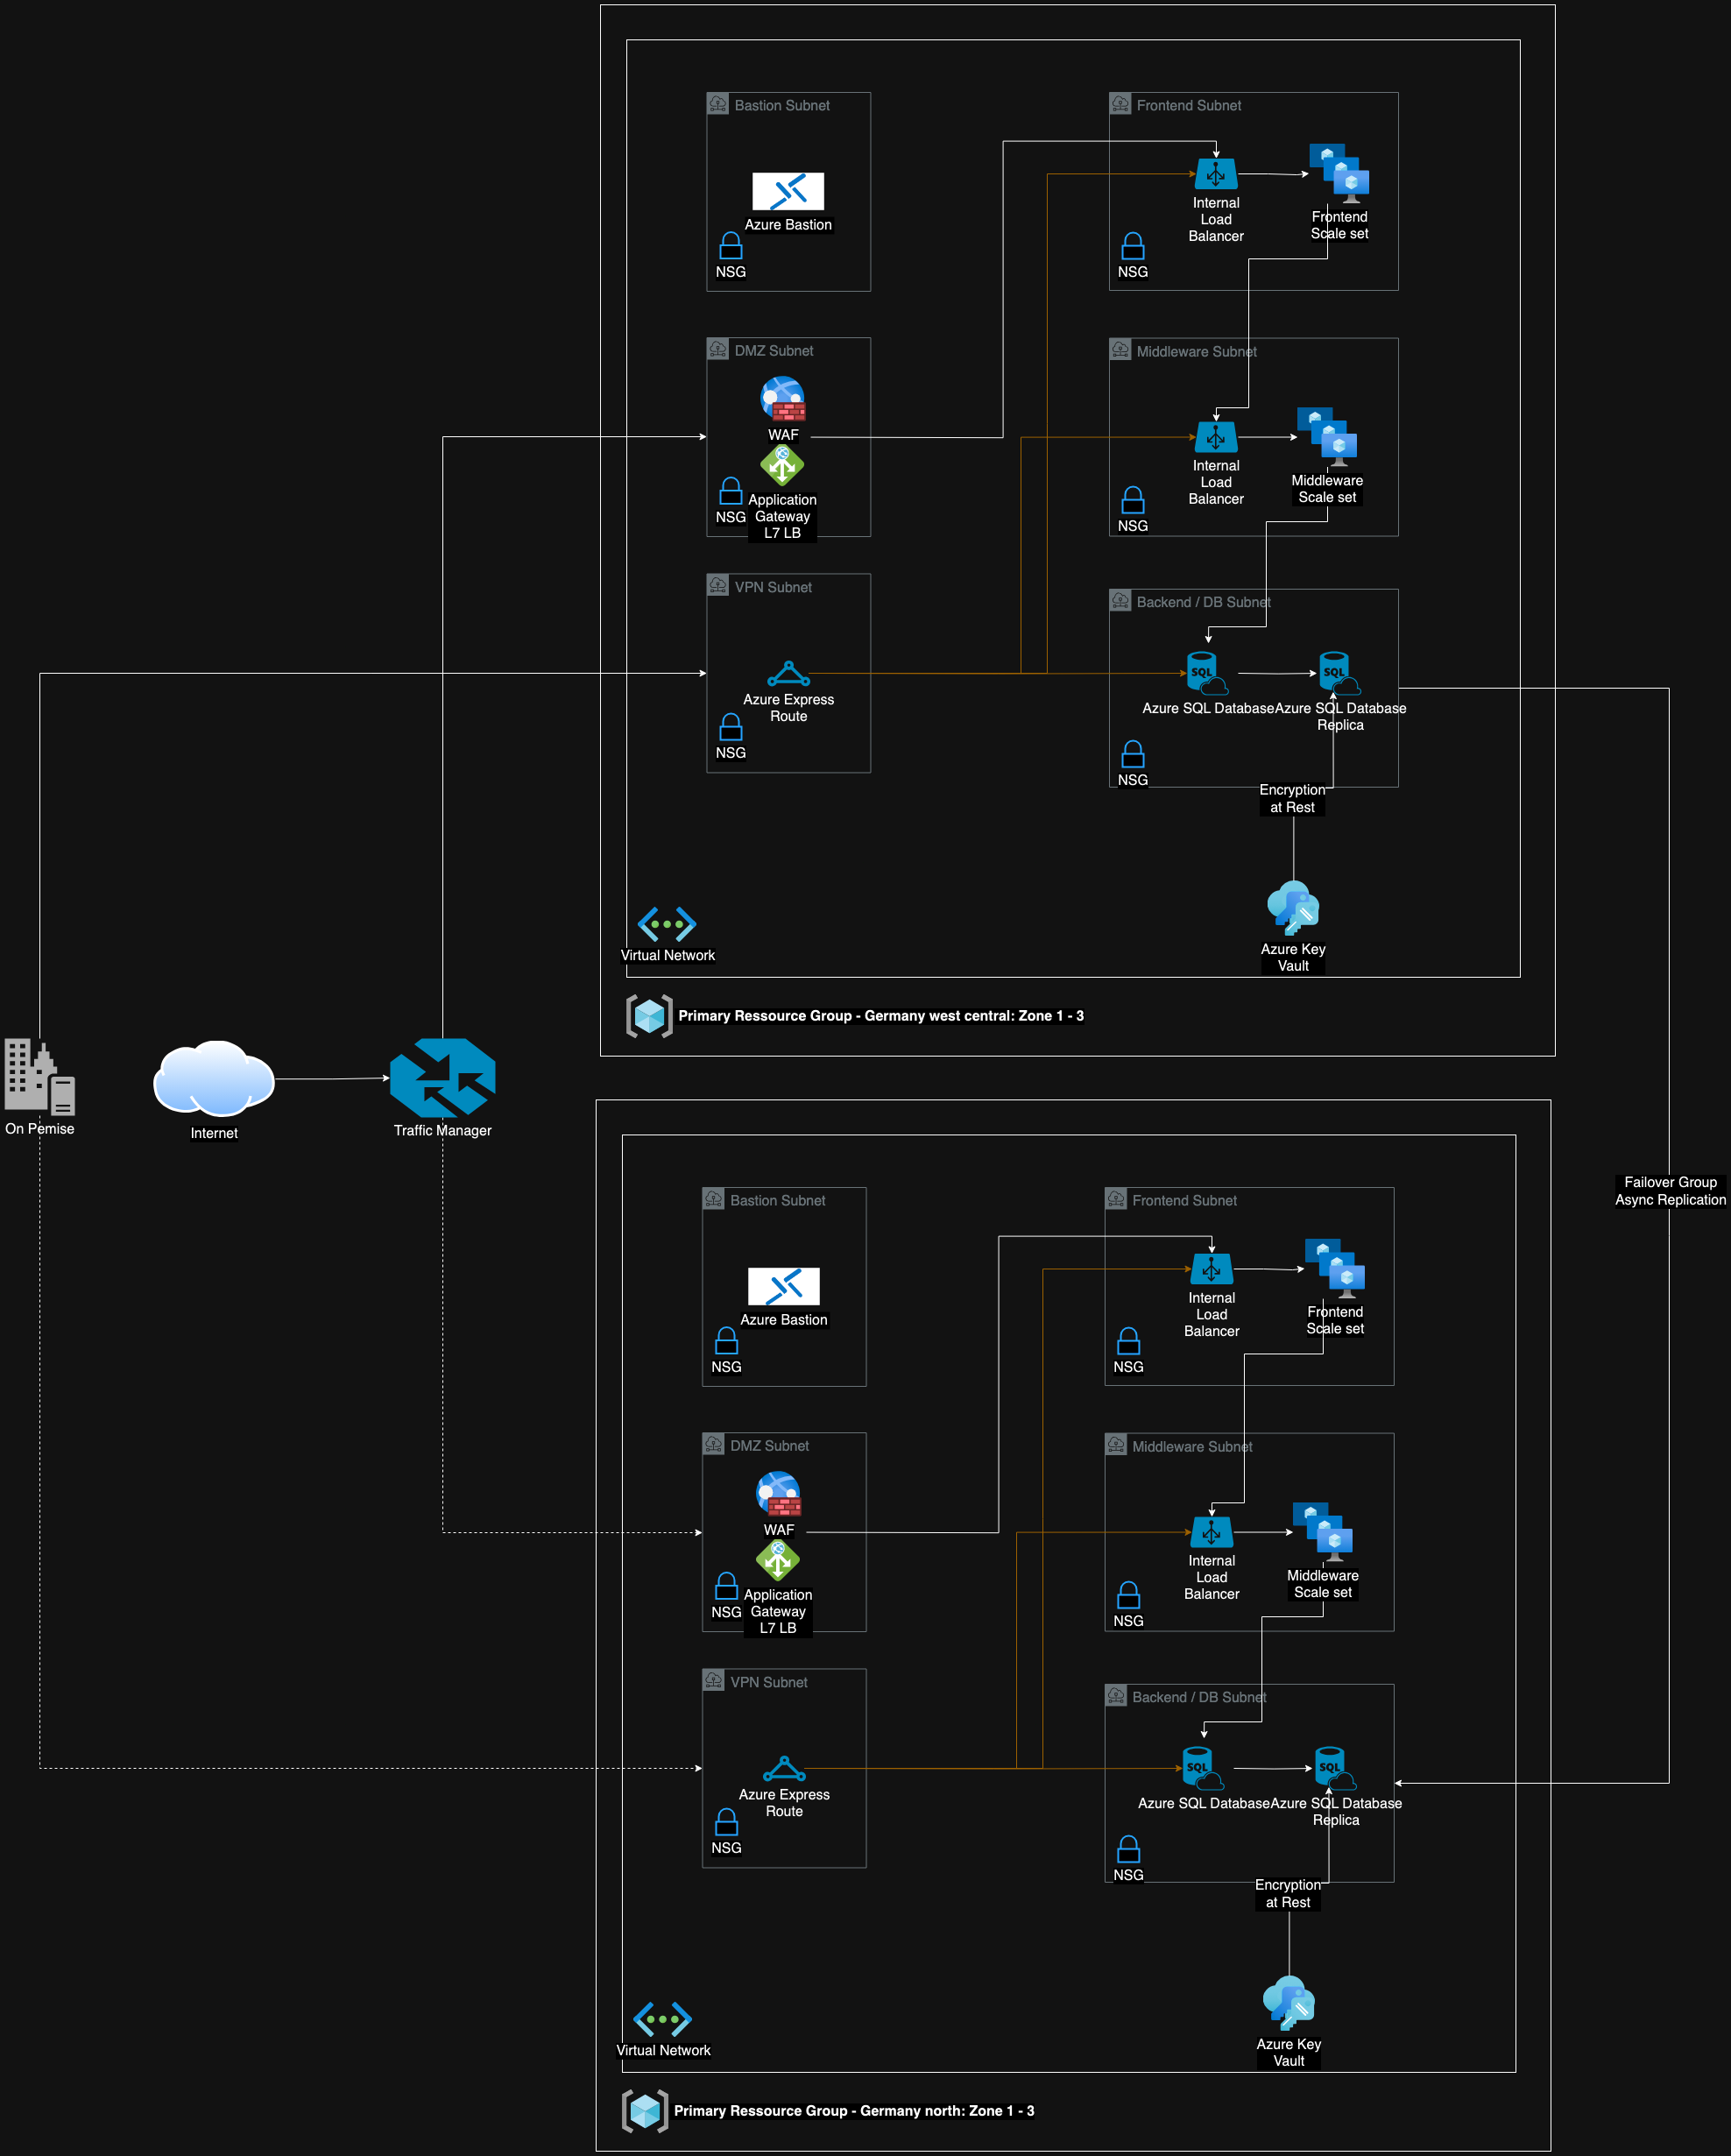 Bastion Subnet
Azure Bastion
NSG
Frontend Subnet
Internal
Load
Balancer
Frontend
Scale set
NSG
DMZ Subnet
WAF
NSG
Application
Gateway
L7 LB
Middleware Subnet
Internal
Load
Balancer
Middleware
Scale set
NSG
VPN Subnet
Azure Express
Route
NSG
Backend / DB Subnet
SQL
SQL
Azure SQL Database
Azure SQL Database
Replica
NSG
Encryption
at Rest
Azure Key
Vault
Virtual Network
Primary Ressource Group - Germany west central: Zone 1 - 3
On Pemise
Internet
Traffic Manager
Failover Group
Async Replication
Bastion Subnet
Azure Bastion
NSG
Frontend Subnet
Internal
Load
Balancer
Frontend
Scale set
NSG
DMZ Subnet
WAF
NSG
Application
Gateway
L7 LB
Middleware Subnet
Internal
Load
Balancer
Middleware
Scale set
NSG
VPN Subnet
Azure Express
Route
NSG
Backend / DB Subnet
SQL
SQL
Azure SQL Database
Azure SQL Database
Replica
NSG
Encryption
at Rest
Azure Key
Vault
Virtual Network
Primary Ressource Group - Germany north: Zone 1 - 3